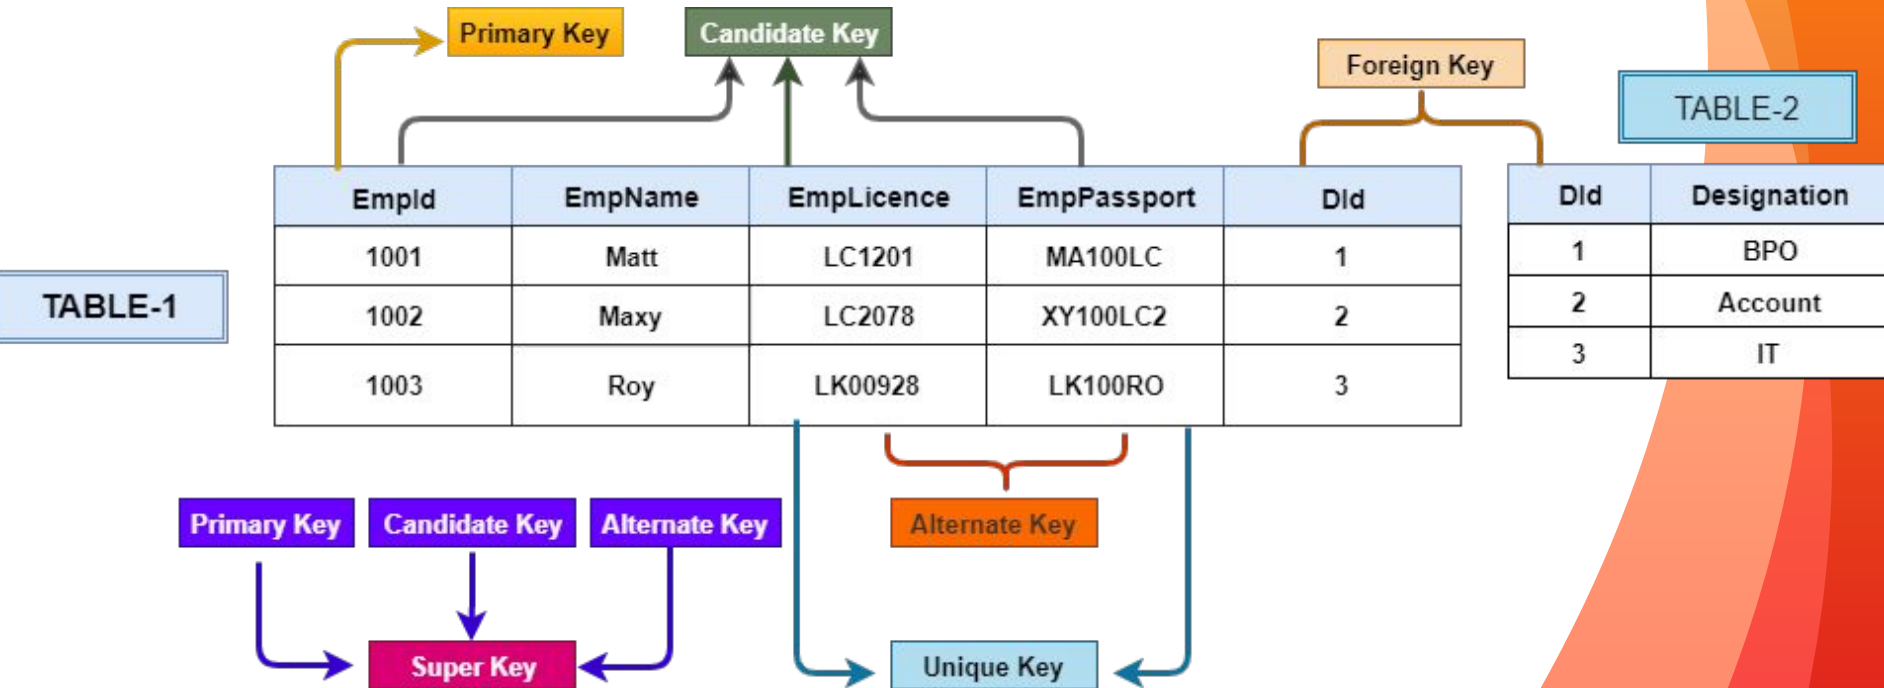 Primary Key
Candidate Key
Foreign Key
TABLE-2
EmpId EmpName EmpLicence EmpPassport DId
1001 Matt LC1201 MA100LC 1
1002 Maxy LC2078 XY100LC2 2
1003 Roy LK00928 LK100RO 3
DId Designation
1 BPO
2 Account
3 IT
TABLE-1
Primary Key
Candidate Key
Alternate Key
Alternate Key
Super Key
Unique Key